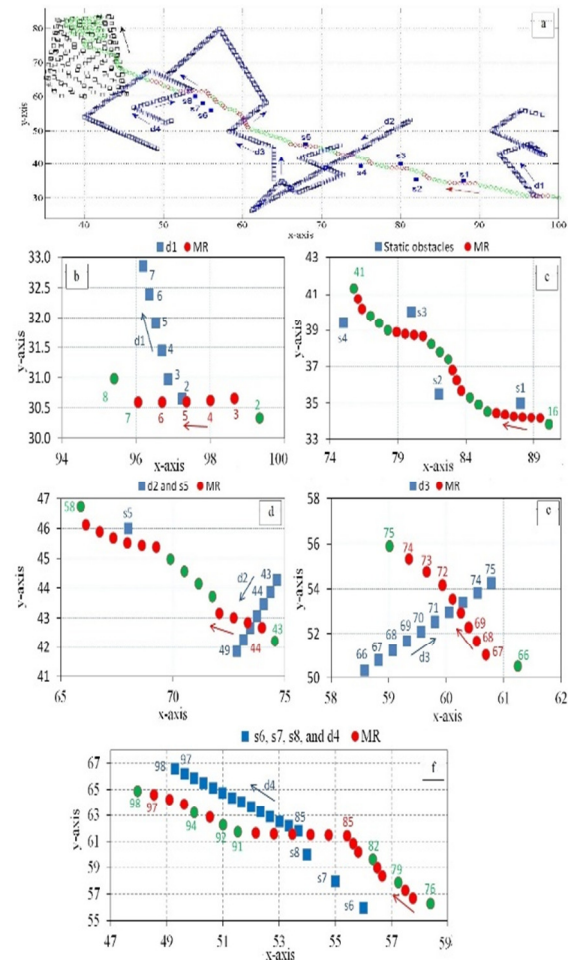 a
80
70
60
50
40
30
y-axis
s8
s7
s6
d4
d3
s5
d2
s4
s3
s2
s1
d1
40 50 60 70 80 90 100
x-axis
d1 MR
b
33.0
32.5
32.0
31.5
31.0
30.5
30.0
y-axis
7
6
5
4
3
2
d1
8
7 6 5 4 3
2
94 96 98 100
x-axis
Static obstacles MR
c
43
41
39
37
35
33
y-axis
41
s4
s3
s2
s1
16
74 79 84 89
x-axis
d2 and s5 MR
d
47
46
45
44
43
42
41
y-axis
58
s5
d2
43
44
49
44
43
65 70 75
x-axis
d3 MR
e
58
56
54
52
50
y-axis
75
74
73
72
75
74
71
70
69
68
67
66
d3
69
68
67
66
58 60 62
x-axis
s6, s7, s8, and d4 MR
f
67
65
63
61
59
57
55
y-axis
98
97
d4
85
98
97
94
92
91
85
82
79
76
s8
s7
s6
47 49 51 53 55 57 59
x-axis